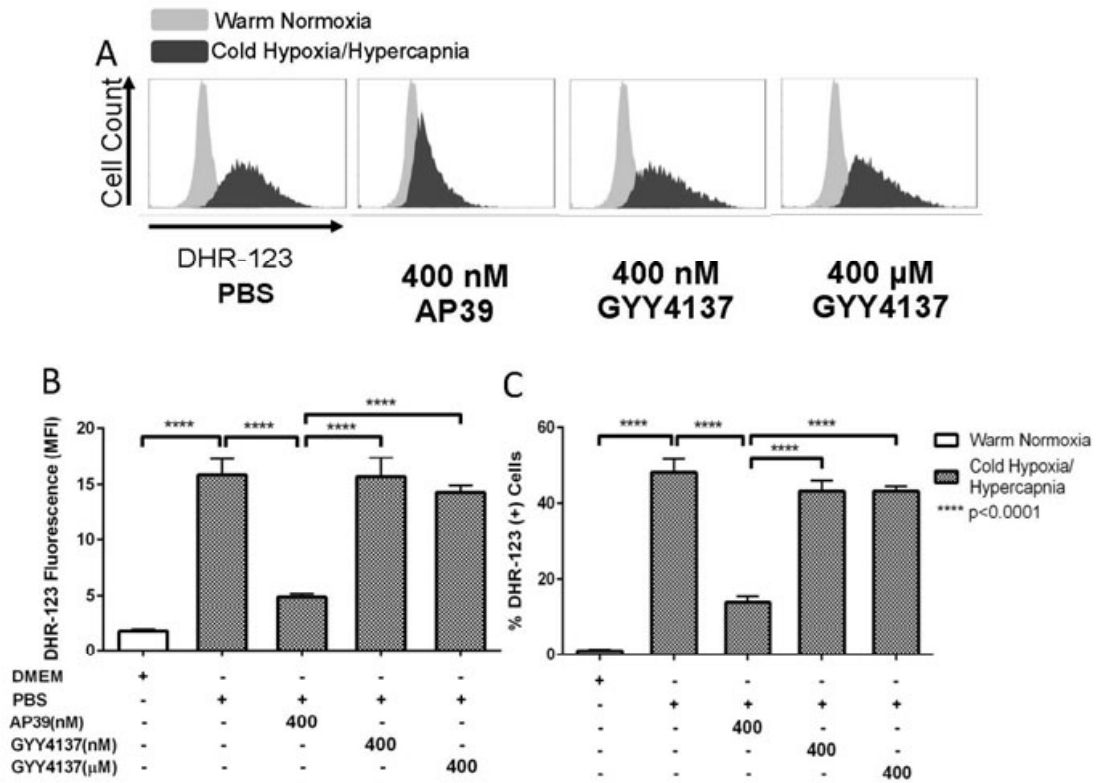 Warm Normoxia
Cold Hypoxia/Hypercapnia
A
Cell Count
DHR-123
PBS
400 nM
AP39
400 nM
GYY4137
400 µM
GYY4137
B
DHR-123 Fluorescence (MFI)
20
15
10
5
0
**** **** **** ****
DMEM + - - - -
PBS - + + + +
AP39(nM) - - 400 - -
GYY4137(nM) - - - 400 -
GYY4137(µM) - - - - 400
C
% DHR-123 (+) Cells
60
40
20
0
**** **** **** ****
+ - - - -
- + + + +
- - 400 - -
- - - 400 -
- - - - 400
Warm Normoxia
Cold Hypoxia/
Hypercapnia
**** p<0.0001